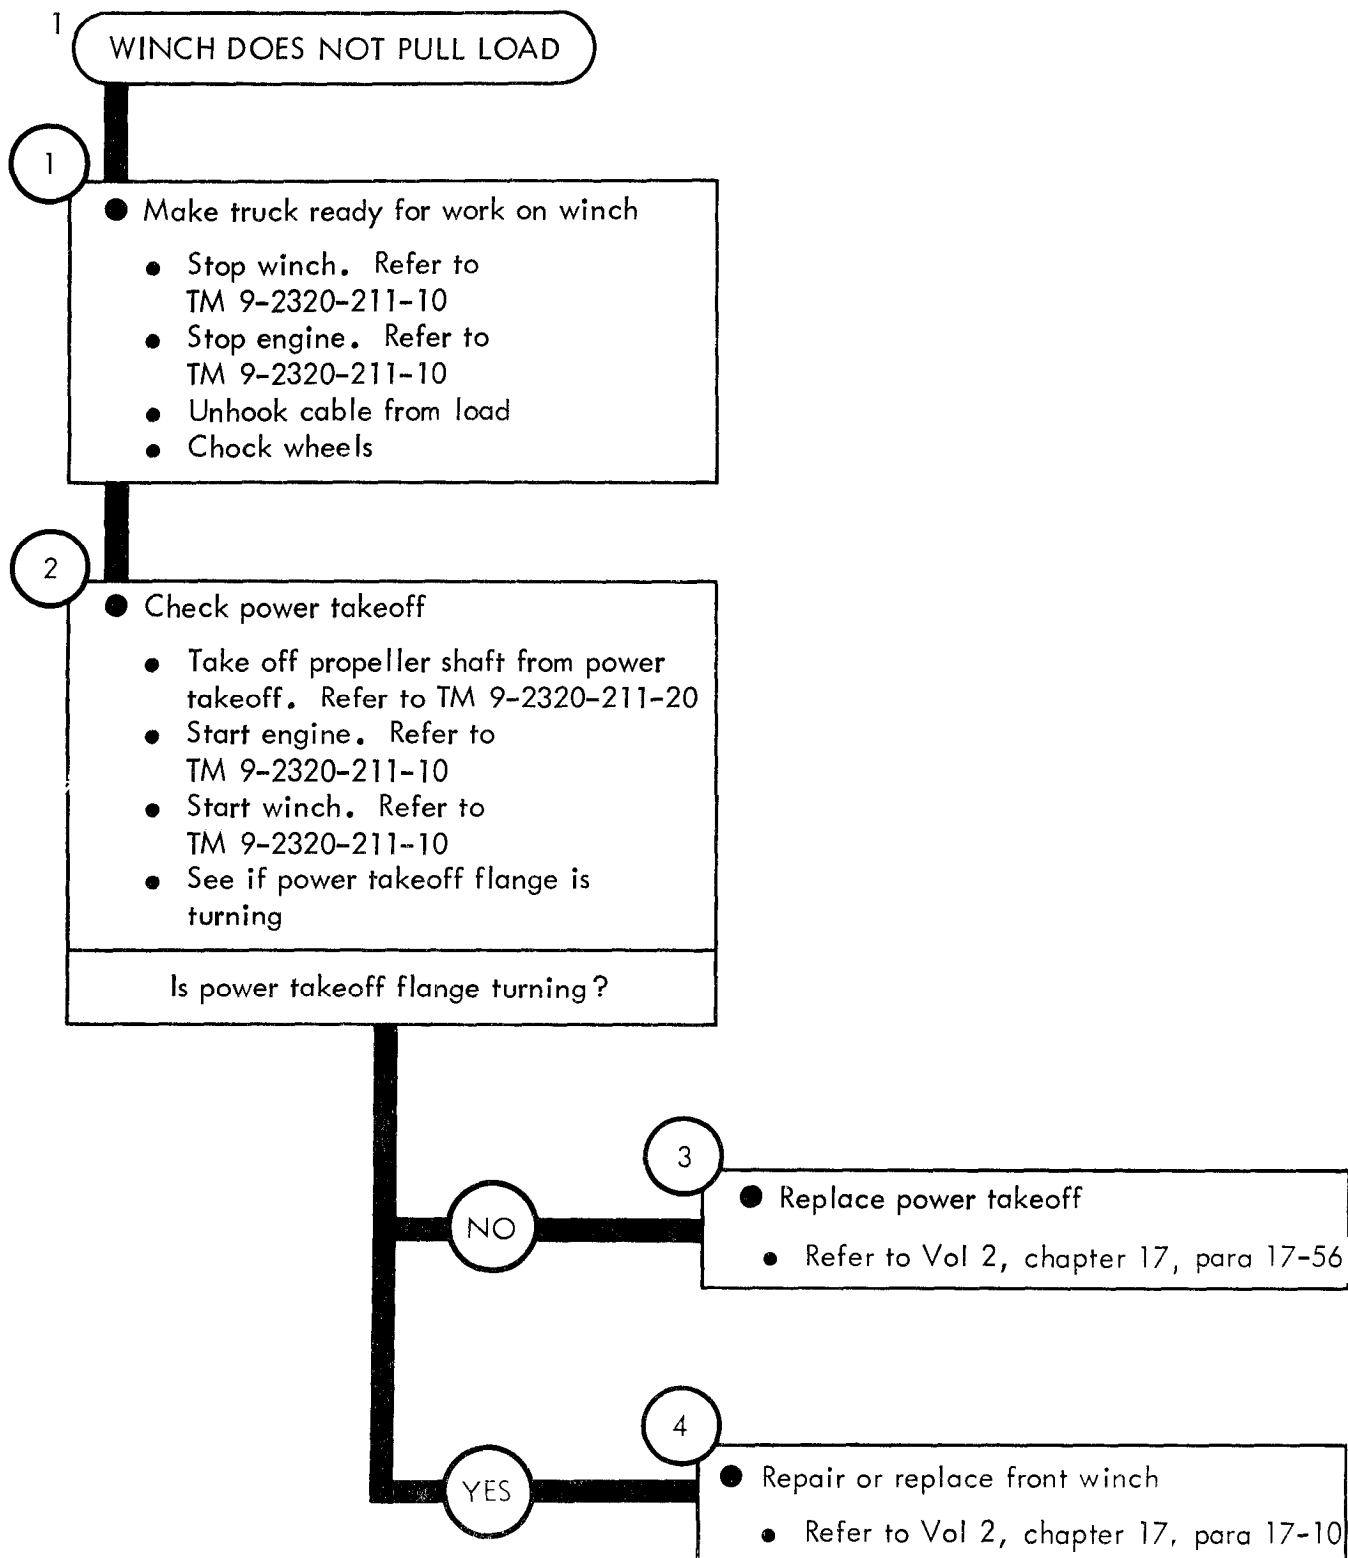 1
WINCH DOES NOT PULL LOAD
1
● Make truck ready for work on winch
● Stop winch. Refer to
TM 9-2320-211-10
● Stop engine. Refer to
TM 9-2320-211-10
● Unhook cable from load
● Chock wheels
2
● Check power takeoff
● Take off propeller shaft from power
takeoff. Refer to TM 9-2320-211-20
● Start engine. Refer to
TM 9-2320-211-10
● Start winch. Refer to
TM 9-2320-211-10
● See if power takeoff flange is
turning
Is power takeoff flange turning?
3
NO
● Replace power takeoff
● Refer to Vol 2, chapter 17, para 17-56
4
YES
● Repair or replace front winch
● Refer to Vol 2, chapter 17, para 17-10